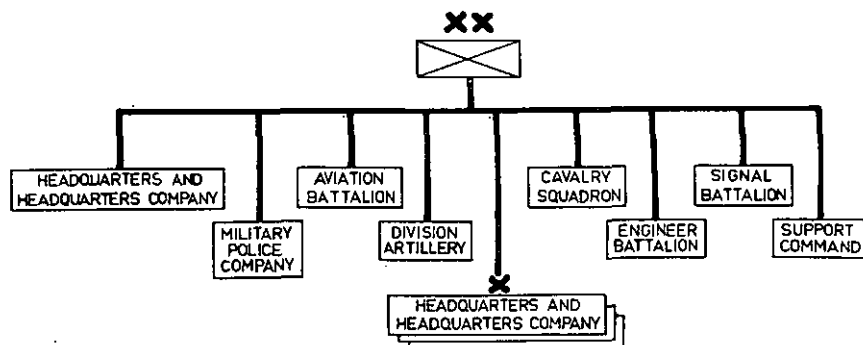 XX
HEADQUARTERS AND
HEADQUARTERS COMPANY
MILITARY
POLICE
COMPANY
AVIATION
BATTALION
DIVISION
ARTILLERY
X
HEADQUARTERS AND
HEADQUARTERS COMPANY
CAVALRY
SQUADRON
ENGINEER
BATTALION
SIGNAL
BATTALION
SUPPORT
COMMAND